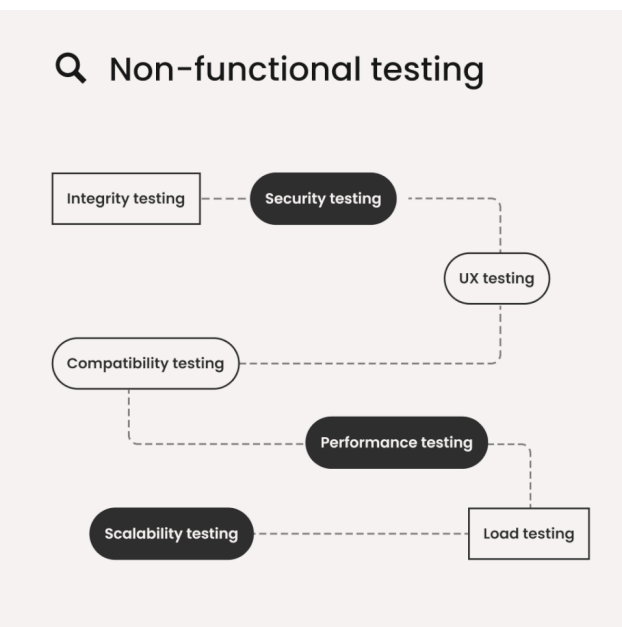 Non-functional testing
Integrity testing
Security testing
UX testing
Compatibility testing
Performance testing
Scalability testing
Load testing